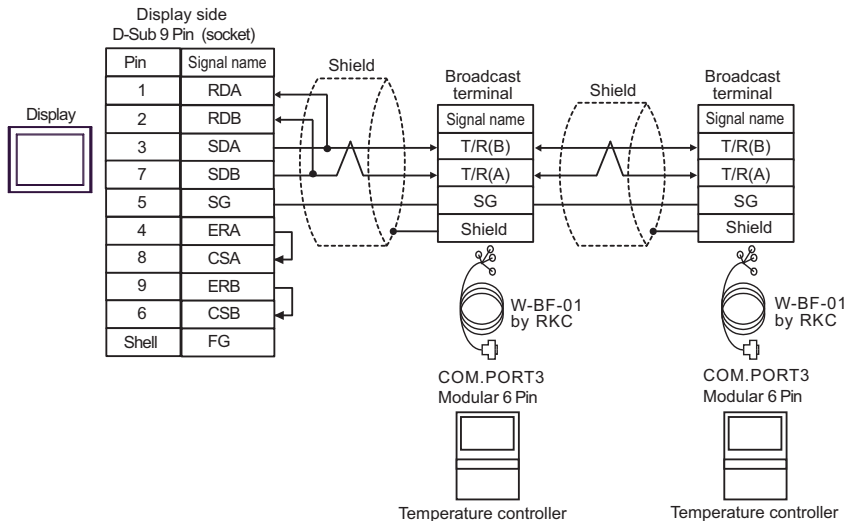 Display side
D-Sub 9 Pin (socket)
Pin Signal name
1 RDA
2 RDB
3 SDA
7 SDB
5 SG
4 ERA
8 CSA
9 ERB
6 CSB
Shell FG
Display
Shield
Broadcast
terminal
Signal name
T/R(B)
T/R(A)
SG
Shield
Shield
Broadcast
terminal
Signal name
T/R(B)
T/R(A)
SG
Shield
W-BF-01
by RKC
COM.PORT3
Modular 6 Pin
Temperature controller
W-BF-01
by RKC
COM.PORT3
Modular 6 Pin
Temperature controller